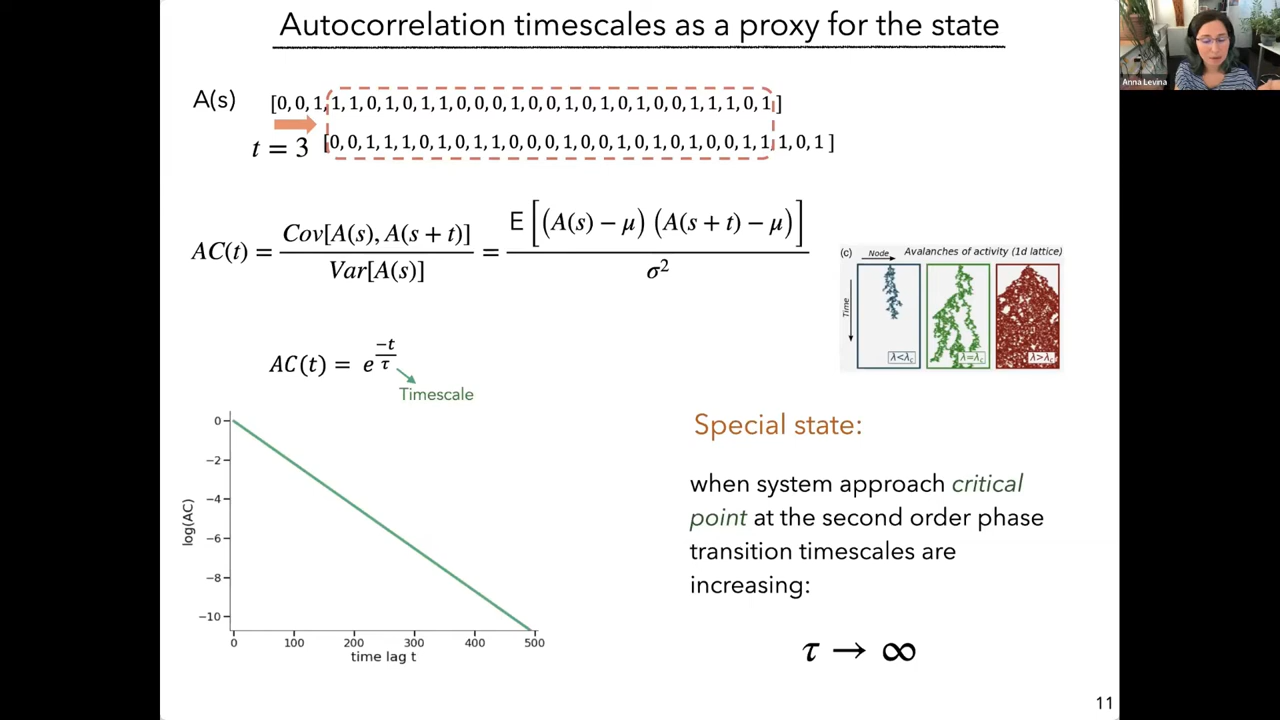 Autocorrelation timescales as a proxy for the state
Anna Levina
A(s) [0, 0, 1, 1, 1, 0, 1, 0, 1, 1, 0, 0, 0, 1, 0, 0, 1, 0, 1, 0, 1, 0, 0, 1, 1, 1, 0, 1 ]
t = 3 [0, 0, 1, 1, 1, 0, 1, 0, 1, 1, 0, 0, 0, 1, 0, 0, 1, 0, 1, 0, 1, 0, 0, 1, 1, 1, 0, 1 ]
AC(t) = Cov[A(s), A(s + t)] / Var[A(s)] = E [(A(s) − μ) (A(s + t) − μ)] / σ²
(c) Node Avalanches of activity (1d lattice)
Time
λ<λc λ=λc λ>λc
AC(t) = e^(−t/τ)
Timescale
Special state:
when system approach critical
point at the second order phase
transition timescales are
increasing:
τ → ∞
log(AC)
0
−2
−4
−6
−8
−10
0 100 200 300 400 500
time lag t
11